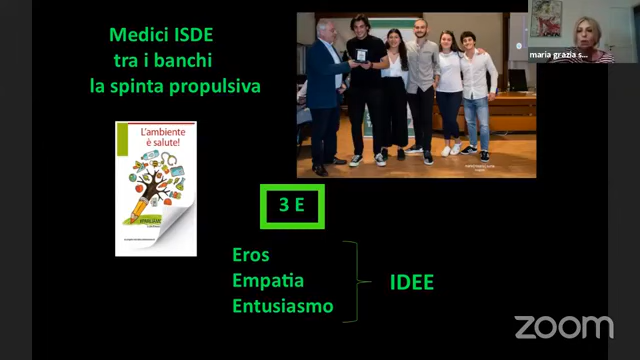 Medici ISDE
tra i banchi
la spinta propulsiva
maria grazia s...
L'ambiente
è salute!
3 E
Eros
Empatia
Entusiasmo
IDEE
zoom